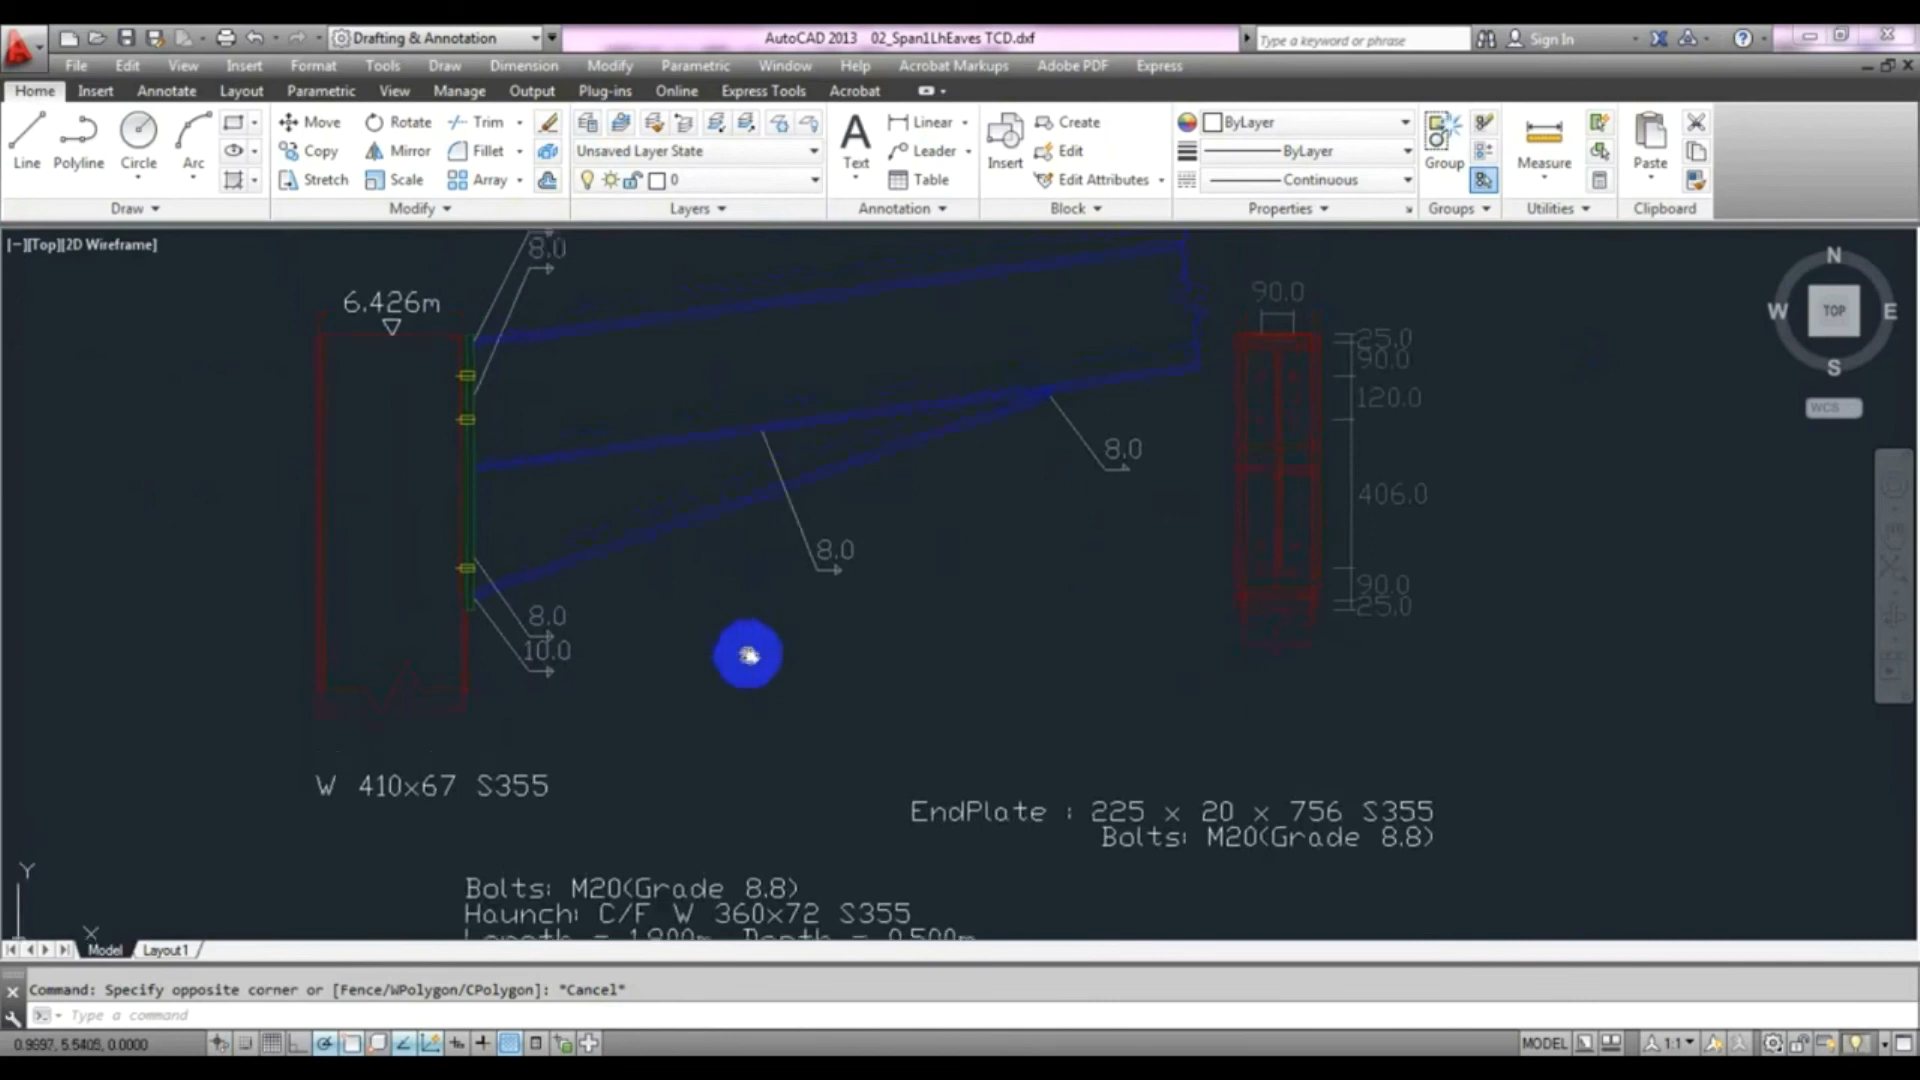 Drafting & Annotation
AutoCAD 2013 02_Span1LhEaves TCD.dxf
Type a keyword or phrase
Sign In
File Edit View Insert Format Tools Draw Dimension Modify Parametric Window Help Acrobat Markups Adobe PDF Express
Home Insert Annotate Layout Parametric View Manage Output Plug-ins Online Express Tools Acrobat
Move Rotate Trim
Copy Mirror Fillet
Stretch Scale Array
Line Polyline Circle Arc
Unsaved Layer State
0
Text
Linear
Leader
Table
Insert
Create
Edit
Edit Attributes
ByLayer
ByLayer
Continuous
Group
Measure
Paste
Draw Modify Layers Annotation Block Properties Groups Utilities Clipboard
[−][Top][2D Wireframe]
N
W TOP E
S
WCS
8.0
6.426m
90.0
25.0
90.0
120.0
406.0
90.0
25.0
8.0
8.0
8.0
10.0
W 410x67 S355
EndPlate : 225 x 20 x 756 S355
Bolts: M20(Grade 8.8)
Bolts: M20(Grade 8.8)
Haunch: C/F W 360x72 S355
Length = 1.800m, Depth = 0.500m
Y
X
Model Layout1
Command: Specify opposite corner or [Fence/WPolygon/CPolygon]: *Cancel*
Type a command
MODEL
1:1